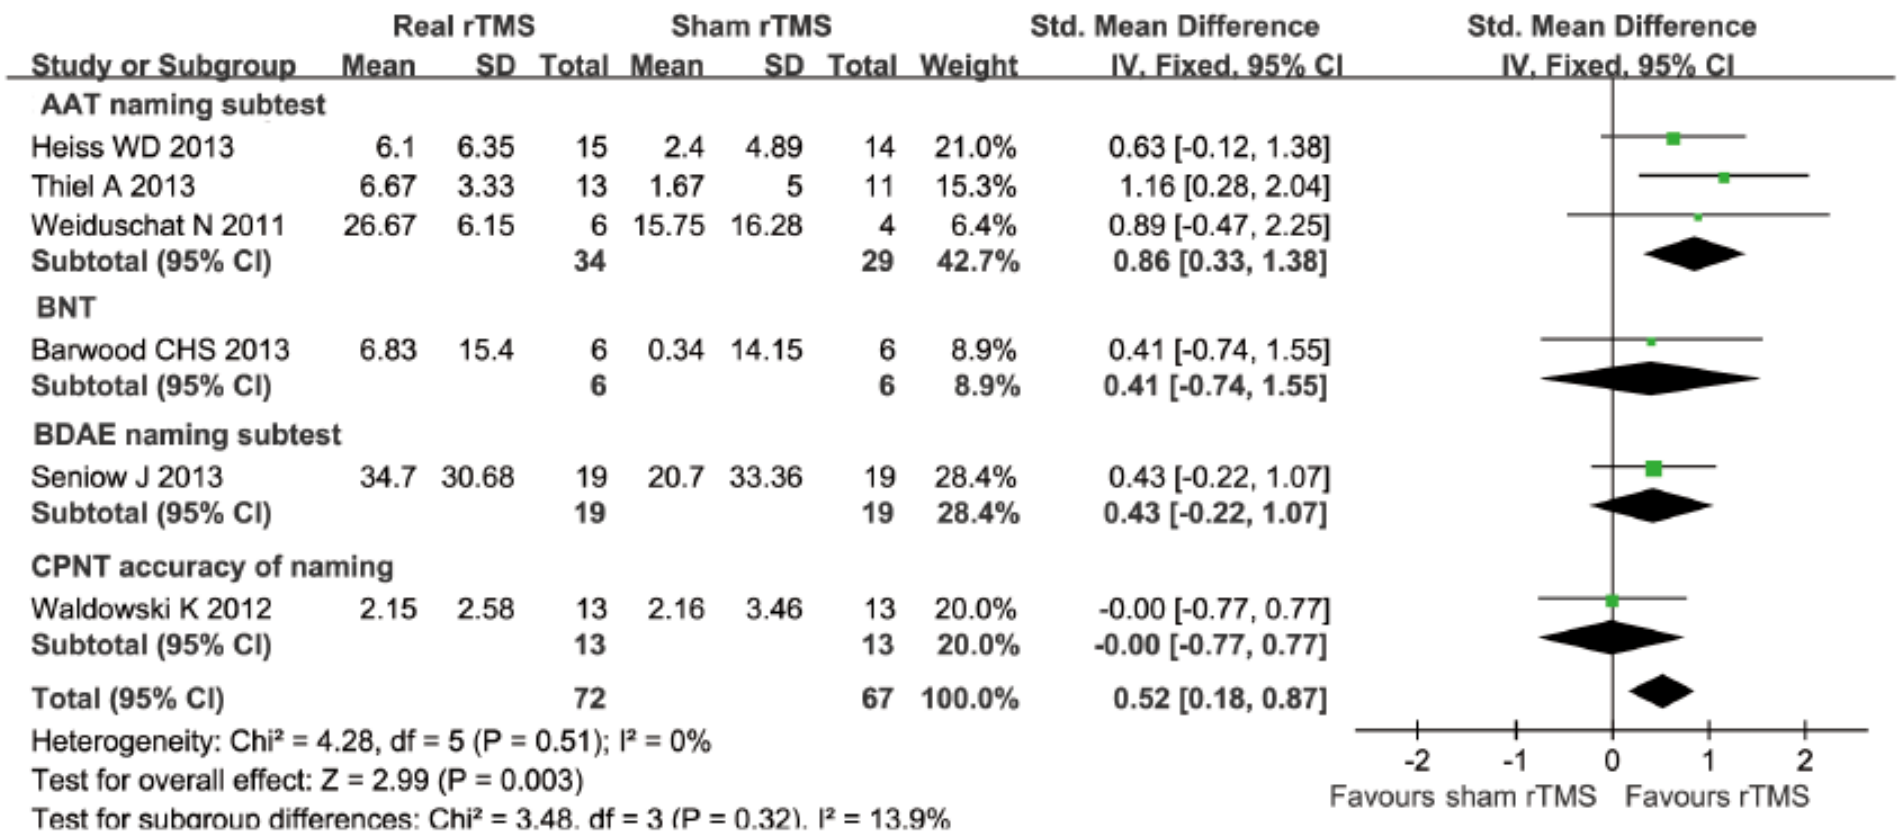 Real rTMS Sham rTMS Std. Mean Difference Std. Mean Difference
Study or Subgroup Mean SD Total Mean SD Total Weight IV, Fixed, 95% CI IV, Fixed, 95% CI
AAT naming subtest
Heiss WD 2013 6.1 6.35 15 2.4 4.89 14 21.0% 0.63 [-0.12, 1.38]
Thiel A 2013 6.67 3.33 13 1.67 5 11 15.3% 1.16 [0.28, 2.04]
Weiduschat N 2011 26.67 6.15 6 15.75 16.28 4 6.4% 0.89 [-0.47, 2.25]
Subtotal (95% CI) 34 29 42.7% 0.86 [0.33, 1.38]
BNT
Barwood CHS 2013 6.83 15.4 6 0.34 14.15 6 8.9% 0.41 [-0.74, 1.55]
Subtotal (95% CI) 6 6 8.9% 0.41 [-0.74, 1.55]
BDAE naming subtest
Seniow J 2013 34.7 30.68 19 20.7 33.36 19 28.4% 0.43 [-0.22, 1.07]
Subtotal (95% CI) 19 19 28.4% 0.43 [-0.22, 1.07]
CPNT accuracy of naming
Waldowski K 2012 2.15 2.58 13 2.16 3.46 13 20.0% -0.00 [-0.77, 0.77]
Subtotal (95% CI) 13 13 20.0% -0.00 [-0.77, 0.77]
Total (95% CI) 72 67 100.0% 0.52 [0.18, 0.87]
Heterogeneity: Chi² = 4.28, df = 5 (P = 0.51); I² = 0%
Test for overall effect: Z = 2.99 (P = 0.003)
Test for subgroup differences: Chi² = 3.48, df = 3 (P = 0.32), I² = 13.9%
-2 -1 0 1 2
Favours sham rTMS Favours rTMS